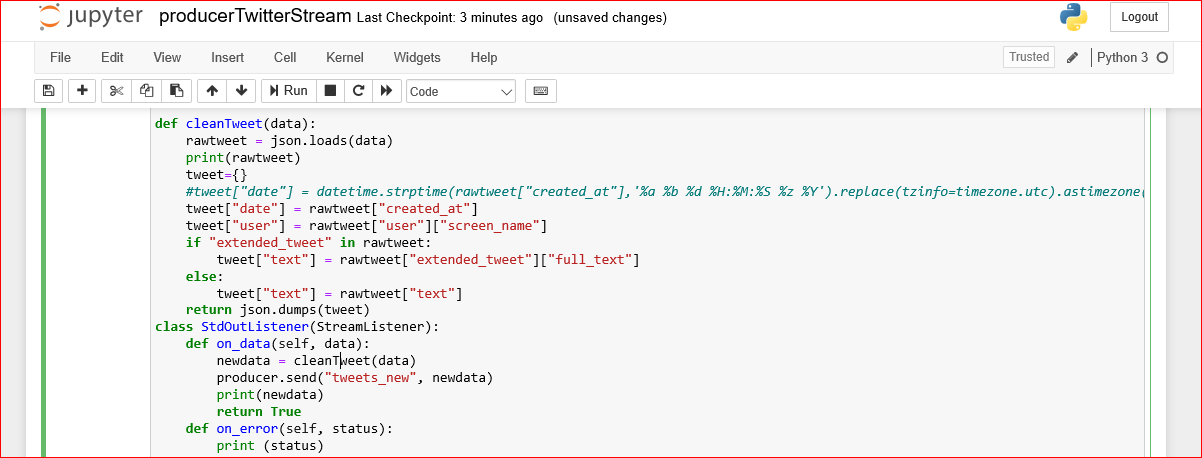 jupyter producerTwitterStream Last Checkpoint: 3 minutes ago (unsaved changes) Logout
File Edit View Insert Cell Kernel Widgets Help Trusted Python 3
Run Code
def cleanTweet(data):
    rawtweet = json.loads(data)
    print(rawtweet)
    tweet={}
    #tweet["date"] = datetime.strptime(rawtweet["created_at"],'%a %b %d %H:%M:%S %z %Y').replace(tzinfo=timezone.utc).astimezone(
    tweet["date"] = rawtweet["created_at"]
    tweet["user"] = rawtweet["user"]["screen_name"]
    if "extended_tweet" in rawtweet:
        tweet["text"] = rawtweet["extended_tweet"]["full_text"]
    else:
        tweet["text"] = rawtweet["text"]
    return json.dumps(tweet)
class StdOutListener(StreamListener):
    def on_data(self, data):
        newdata = cleanTweet(data)
        producer.send("tweets_new", newdata)
        print(newdata)
        return True
    def on_error(self, status):
        print (status)